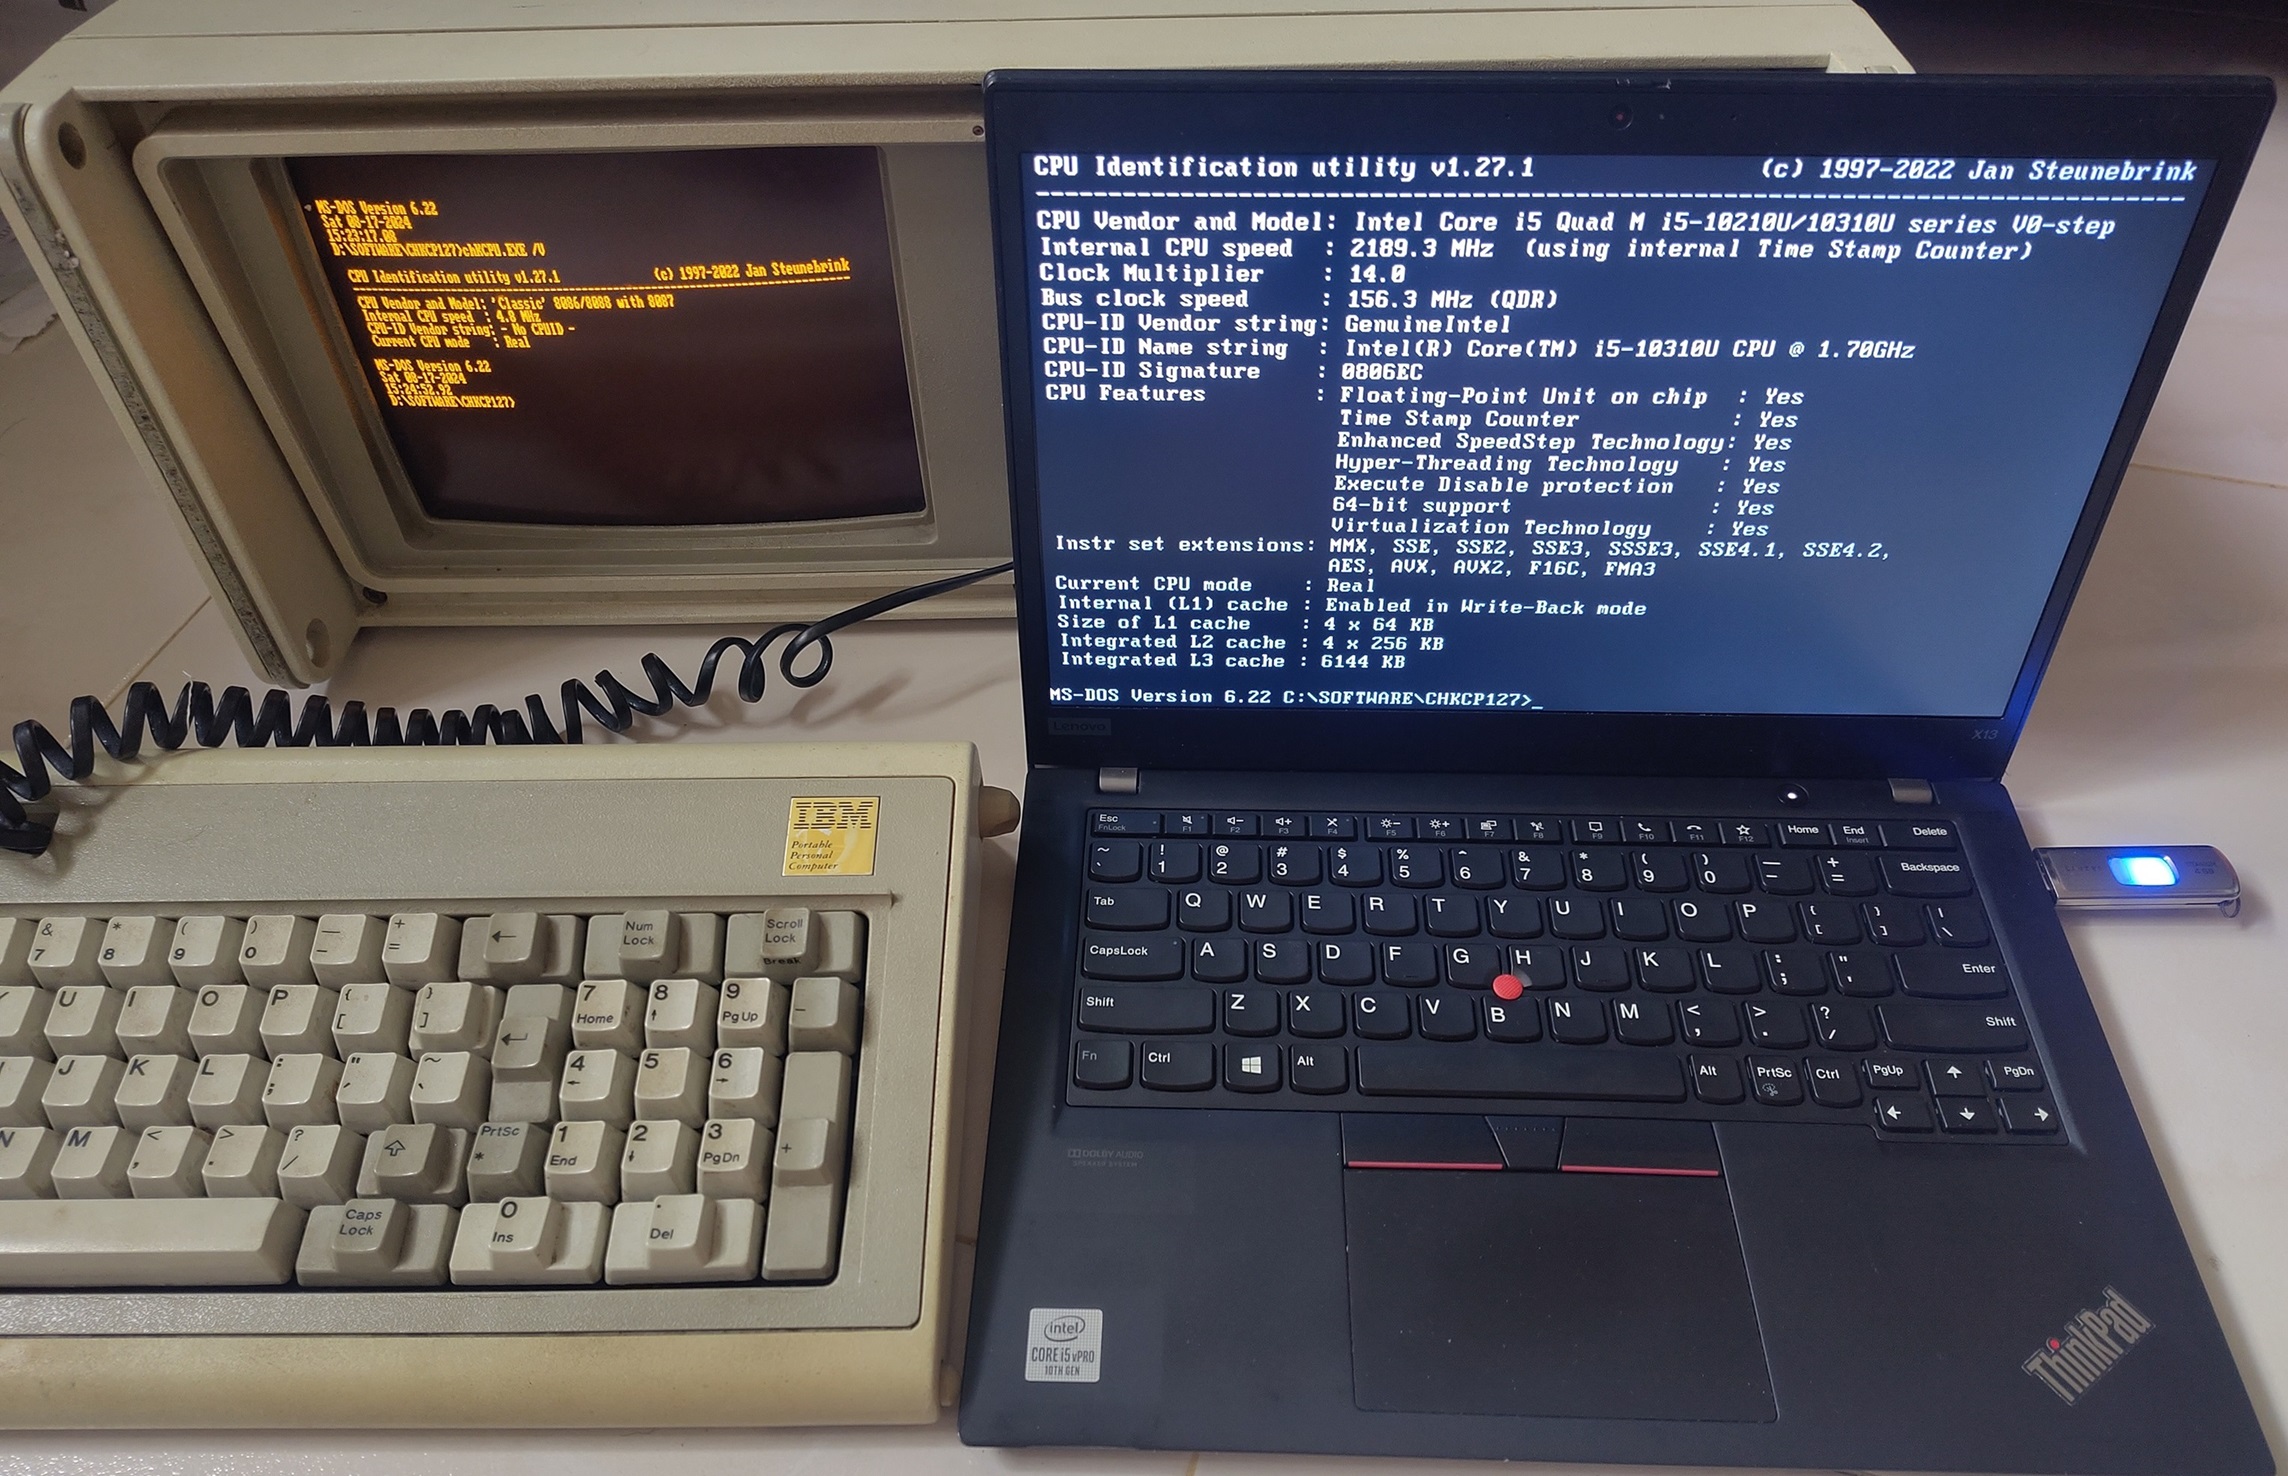 MS-DOS Version 6.22
Sat 08-17-2024
15:23:17.08
D:\SOFTWARE\CHKCP127>chKCPU.EXE /V
CPU Identification utility v1.27.1 (c) 1997-2022 Jan Steunebrink
CPU Vendor and Model: 'Classic' 8086/8088 with 8087
Internal CPU speed : 4.8 MHz
CPU-ID Vendor string: - No CPUID -
Current CPU mode : Real
MS-DOS Version 6.22
Sat 08-17-2024
15:24:52.92
D:\SOFTWARE\CHKCP127>
CPU Identification utility v1.27.1 (c) 1997-2022 Jan Steunebrink
CPU Vendor and Model: Intel Core i5 Quad M i5-10210U/10310U series V0-step
Internal CPU speed : 2189.3 MHz (using internal Time Stamp Counter)
Clock Multiplier : 14.0
Bus clock speed : 156.3 MHz (QDR)
CPU-ID Vendor string: GenuineIntel
CPU-ID Name string : Intel(R) Core(TM) i5-10310U CPU @ 1.70GHz
CPU-ID Signature : 0806EC
CPU Features : Floating-Point Unit on chip : Yes
Time Stamp Counter : Yes
Enhanced SpeedStep Technology: Yes
Hyper-Threading Technology : Yes
Execute Disable protection : Yes
64-bit support : Yes
Virtualization Technology : Yes
Instr set extensions: MMX, SSE, SSE2, SSE3, SSSE3, SSE4.1, SSE4.2,
AES, AVX, AVX2, F16C, FMA3
Current CPU mode : Real
Internal (L1) cache : Enabled in Write-Back mode
Size of L1 cache : 4 x 64 KB
Integrated L2 cache : 4 x 256 KB
Integrated L3 cache : 6144 KB
MS-DOS Version 6.22 C:\SOFTWARE\CHKCP127>_
Lenovo X13
IBM
Portable
Personal
Computer
& * ( ) — +
7 8 9 0 - =
← Num Lock Scroll Lock
Break
U I O P { [ } ]
7 Home 8 ↑ 9 PgUp -
J K L : ; " ' ~ `
4 ← 5 6 → +
N M < , > . ? /
PrtSc * 1 End 2 ↓ 3 PgDn
Caps Lock 0 Ins . Del
Esc FnLock F1 F2 F3 F4 F5 F6 F7 F8 F9 F10 F11 F12 Home End Insert Delete
~ ` ! 1 @ 2 # 3 $ 4 % 5 ^ 6 & 7 * 8 ( 9 ) 0 — - + = Backspace
Tab Q W E R T Y U I O P { [ } ] | \
CapsLock A S D F G H J K L : ; " ' Enter
Shift Z X C V B N M < , > . ? / Shift
Fn Ctrl Alt Alt PrtSc Ctrl PgUp ↑ PgDn
← ↓ →
DOLBY AUDIO
SPEAKER SYSTEM
intel
CORE i5 vPRO
10TH GEN
ThinkPad